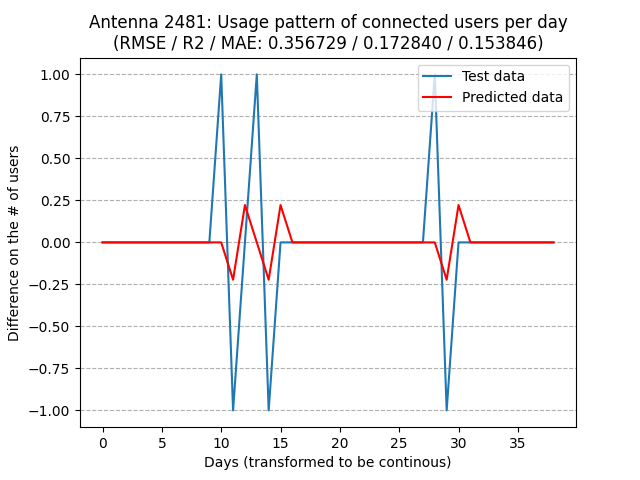 Antenna 2481: Usage pattern of connected users per day
(RMSE / R2 / MAE: 0.356729 / 0.172840 / 0.153846)
Test data
Predicted data
1.00
0.75
0.50
0.25
0.00
−0.25
−0.50
−0.75
−1.00
Difference on the # of users
0 5 10 15 20 25 30 35
Days (transformed to be continous)